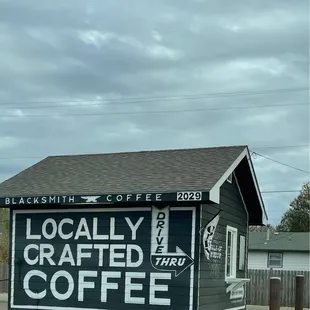 BLACKSMITH COFFEE 2029
LOCALLY
CRAFTED
COFFEE
DRIVE
THRU